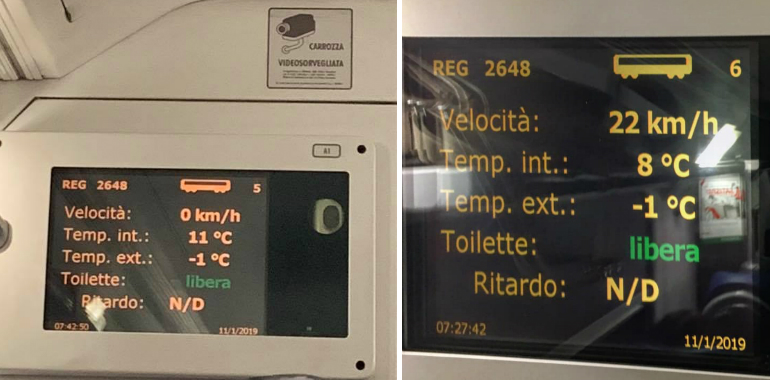 CARROZZA
VIDEOSORVEGLIATA
REG 2648 5
Velocità: 0 km/h
Temp. int.: 11 °C
Temp. ext.: -1 °C
Toilette: libera
Ritardo: N/D
07:42:50 11/1/2019
REG 2648 6
Velocità: 22 km/h
Temp. int.: 8 °C
Temp. ext.: -1 °C
Toilette: libera
Ritardo: N/D
07:27:42 11/1/2019